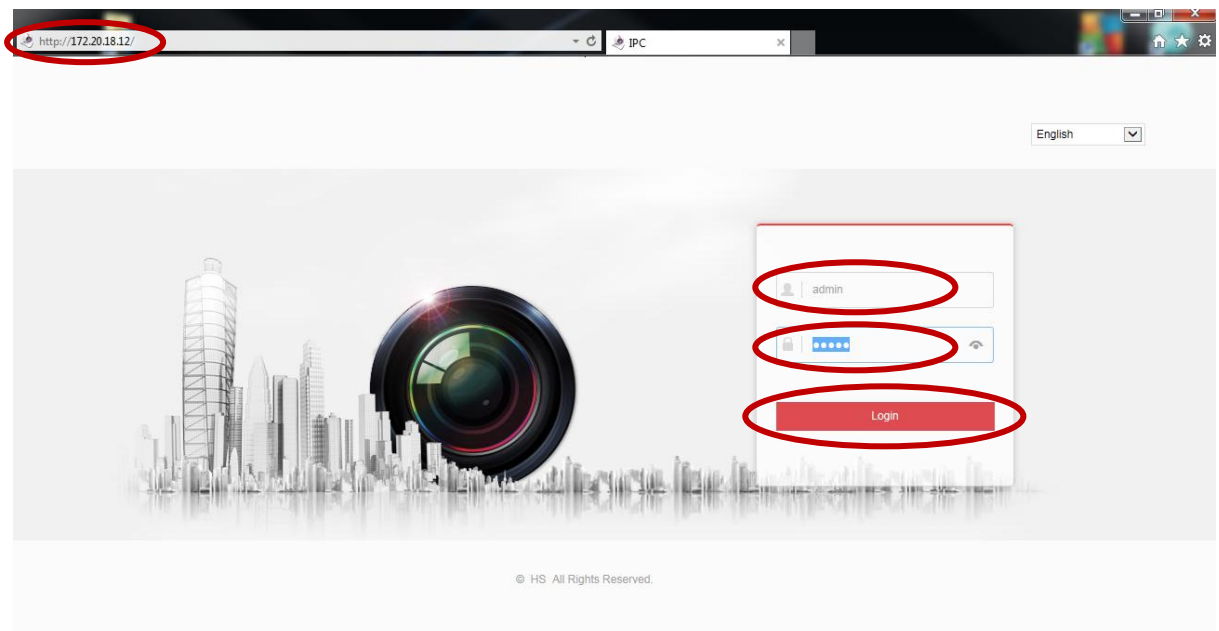 http://172.20.18.12/
IPC
English
admin
•••••
Login
© HS All Rights Reserved.